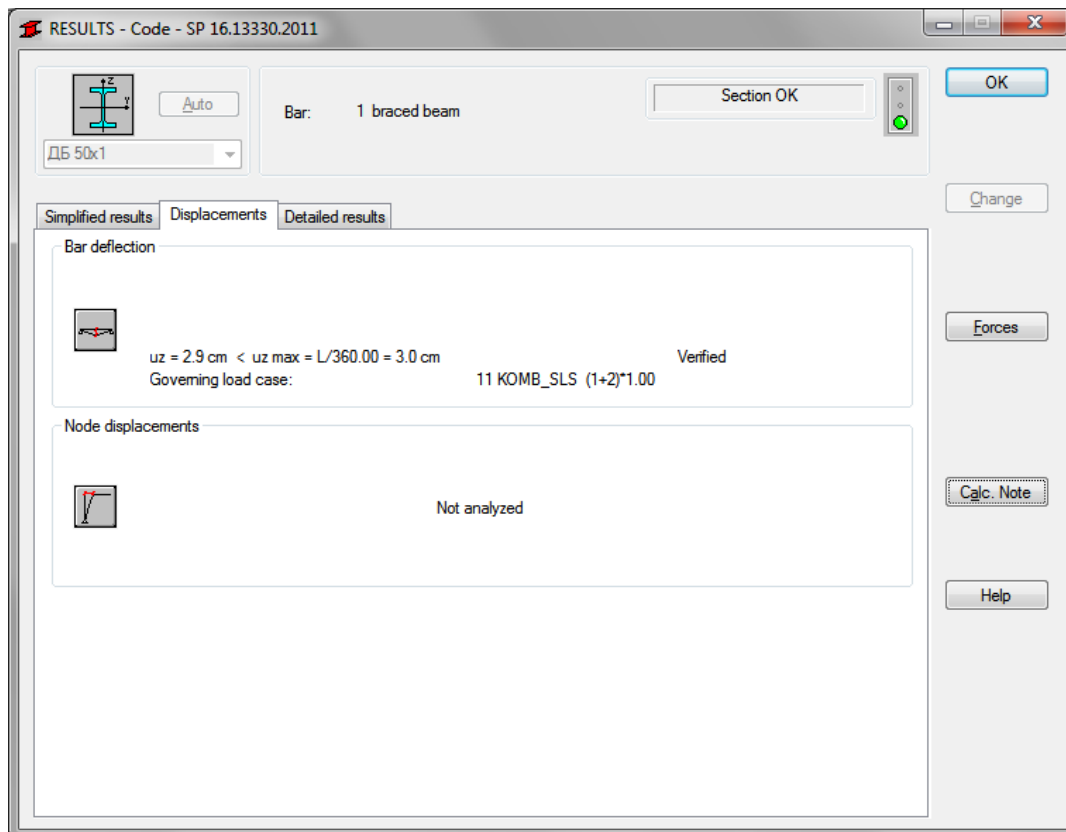 RESULTS - Code - SP 16.13330.2011
Z
Y
Auto
ДБ 50x1
Bar: 1 braced beam
Section OK
OK
Change
Forces
Calc. Note
Help
Simplified results Displacements Detailed results
Bar deflection
uz = 2.9 cm < uz max = L/360.00 = 3.0 cm Verified
Governing load case: 11 KOMB_SLS (1+2)*1.00
Node displacements
Not analyzed